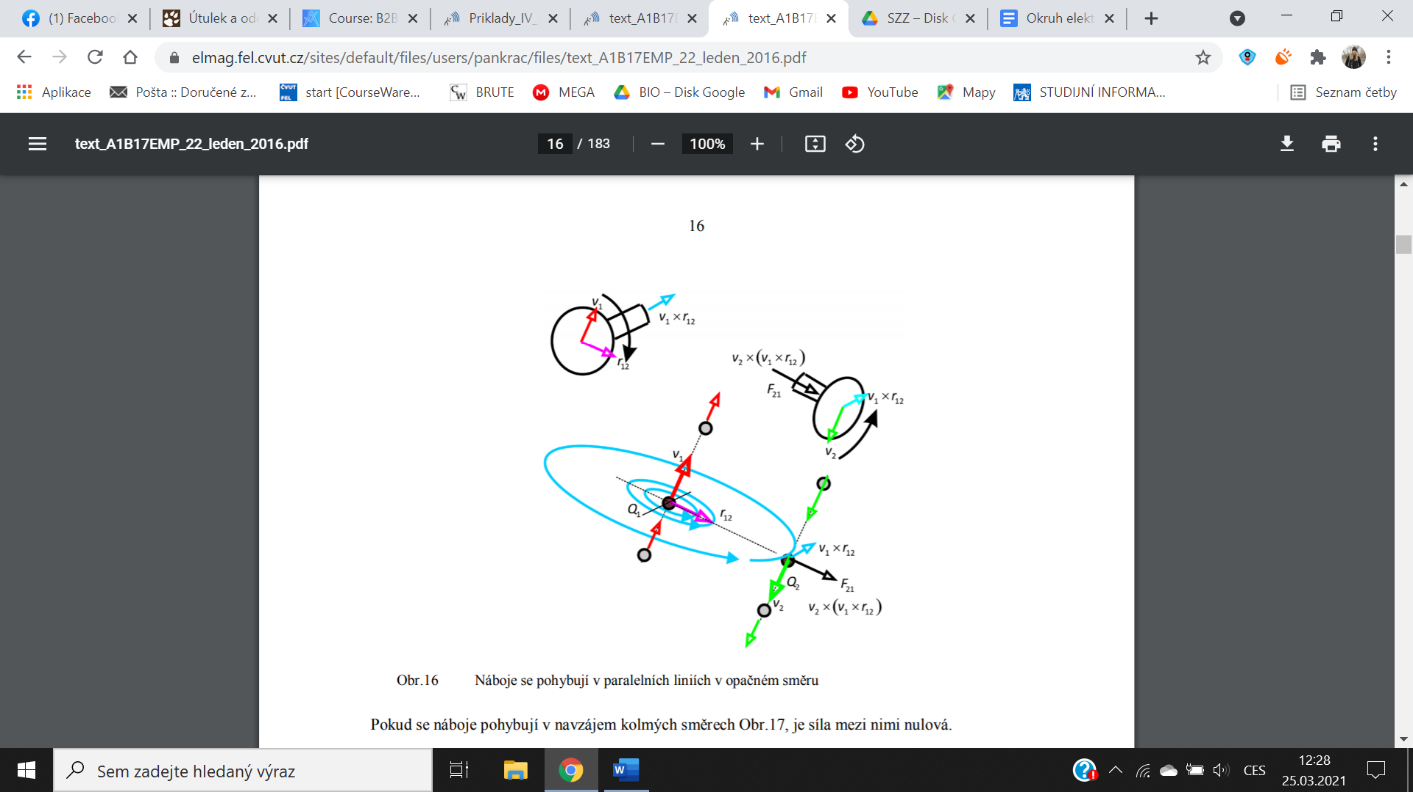 (1) Facebo
Útulek a od
Course: B2B
Priklady_IV_
text_A1B17E
text_A1B17
SZZ – Disk G
Okruh elekt
elmag.fel.cvut.cz/sites/default/files/users/pankrac/files/text_A1B17EMP_22_leden_2016.pdf
Aplikace
Pošta :: Doručené z...
start [CourseWare...
BRUTE
MEGA
BIO – Disk Google
Gmail
YouTube
Mapy
STUDIJNÍ INFORMA...
Seznam četby
text_A1B17EMP_22_leden_2016.pdf
16 / 183
100%
16
v₁
v₁ × r₁₂
r₁₂
v₂ × (v₁ × r₁₂)
F₂₁
v₁ × r₁₂
v₂
v₁
Q₁
r₁₂
v₁ × r₁₂
F₂₁
Q₂
v₂
v₂ × (v₁ × r₁₂)
Obr.16 Náboje se pohybují v paralelních liniích v opačném směru
Pokud se náboje pohybují v navzájem kolmých směrech Obr.17, je síla mezi nimi nulová.
Sem zadejte hledaný výraz
CES
12:28
25.03.2021